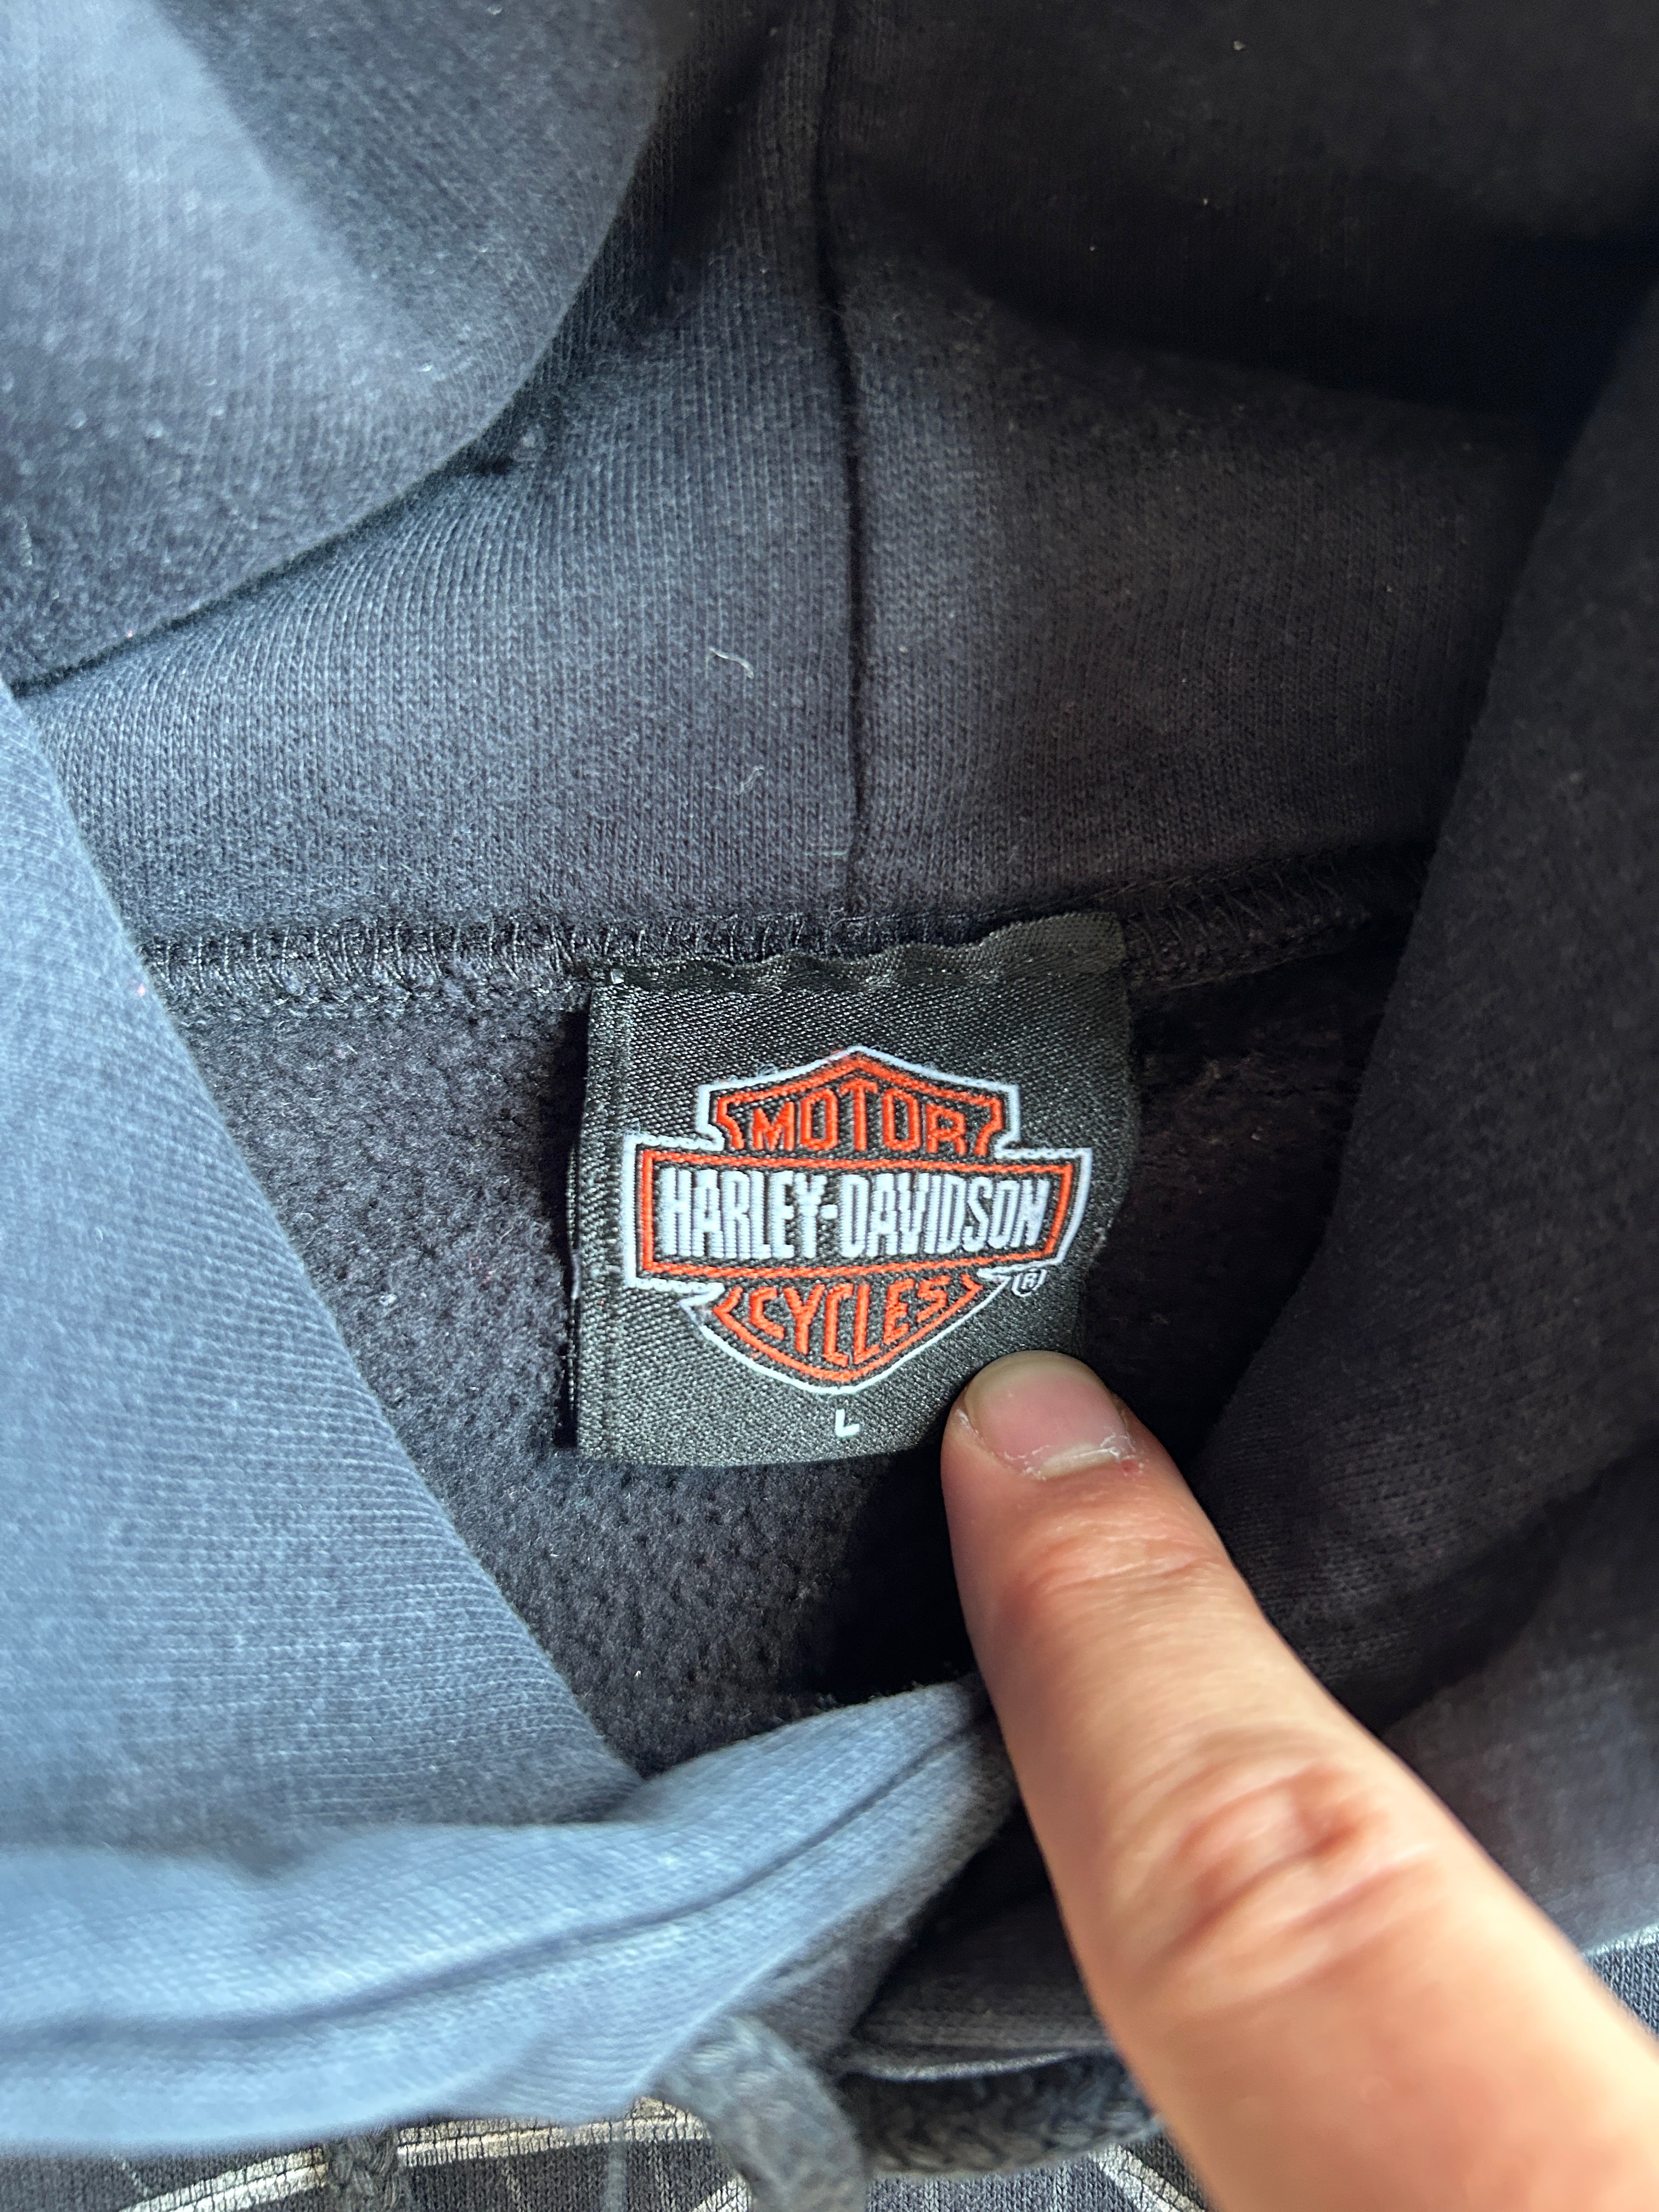 MOTOR
HARLEY-DAVIDSON
CYCLES ®
L